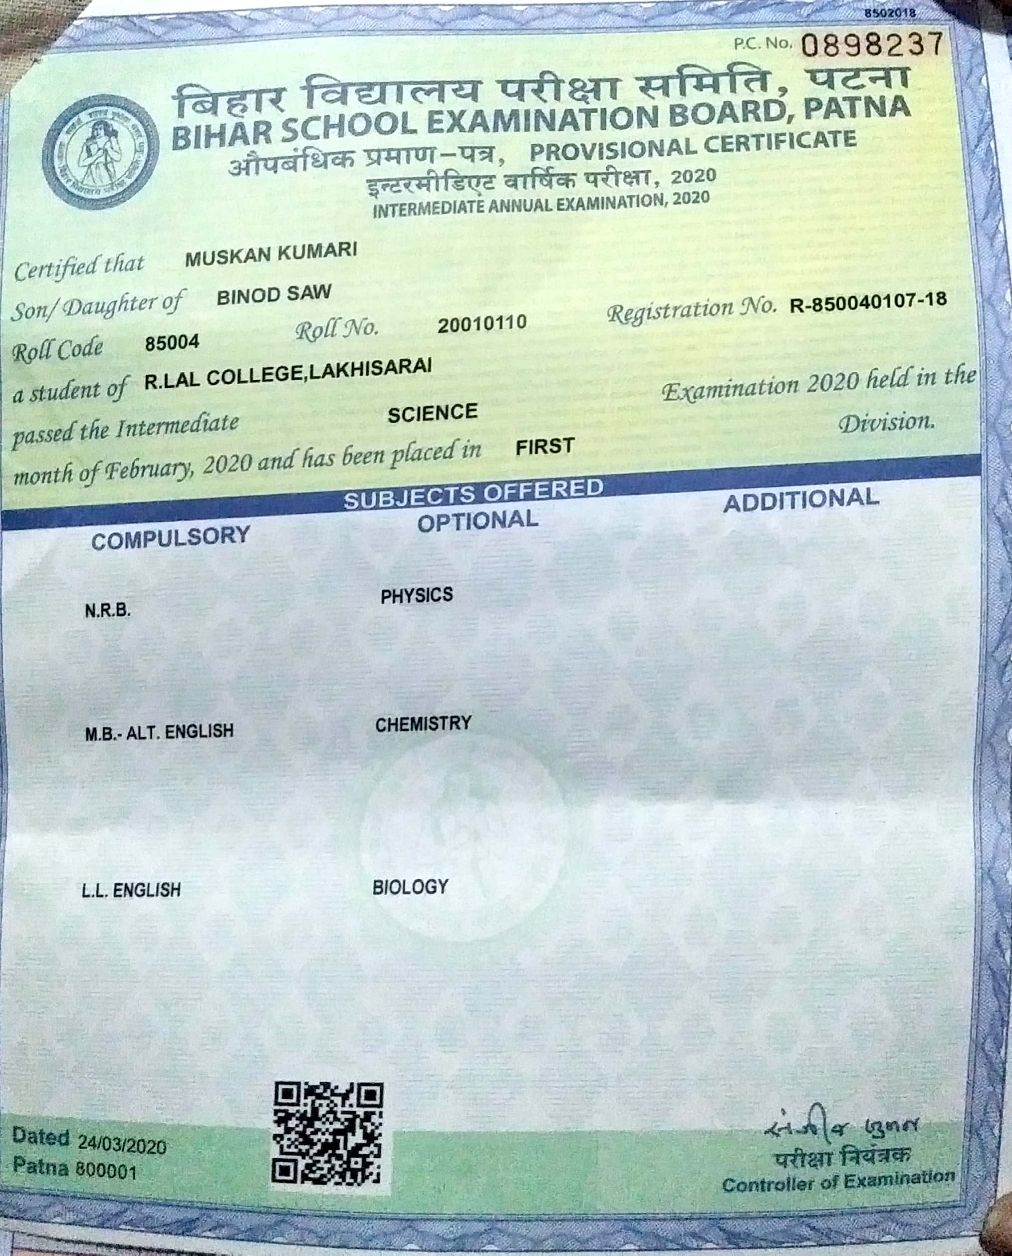 8502018
P.C. No. 0898237
बिहार विद्यालय परीक्षा समिति, पटना
BIHAR SCHOOL EXAMINATION BOARD, PATNA
औपबंधिक प्रमाण-पत्र, PROVISIONAL CERTIFICATE
इन्टरमीडिएट वार्षिक परीक्षा, 2020
INTERMEDIATE ANNUAL EXAMINATION, 2020
Certified that MUSKAN KUMARI
Son/Daughter of BINOD SAW
Roll Code 85004 Roll No. 20010110 Registration No. R-850040107-18
a student of R.LAL COLLEGE,LAKHISARAI
passed the Intermediate SCIENCE Examination 2020 held in the
month of February, 2020 and has been placed in FIRST Division.
SUBJECTS OFFERED
COMPULSORY OPTIONAL ADDITIONAL
N.R.B. PHYSICS
M.B.- ALT. ENGLISH CHEMISTRY
L.L. ENGLISH BIOLOGY
Dated 24/03/2020
Patna 800001
परीक्षा नियंत्रक
Controller of Examination